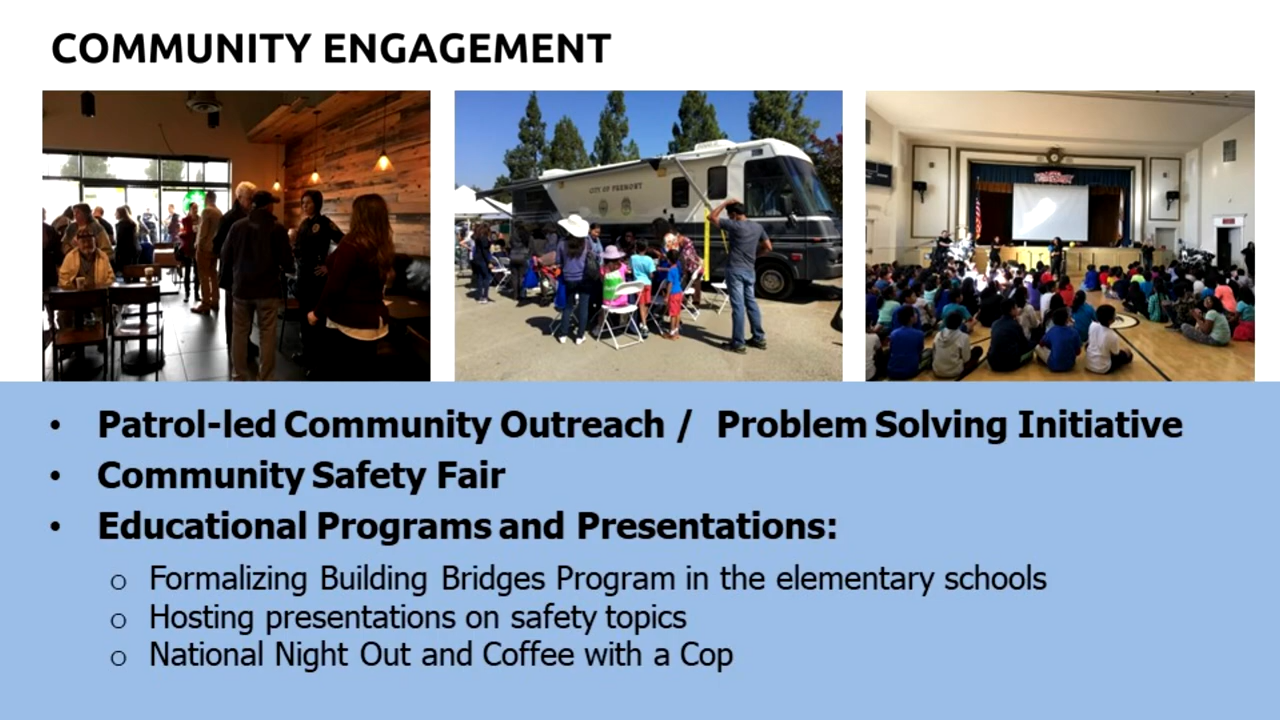 COMMUNITY ENGAGEMENT
CITY OF FREMONT
• Patrol-led Community Outreach / Problem Solving Initiative
• Community Safety Fair
• Educational Programs and Presentations:
o Formalizing Building Bridges Program in the elementary schools
o Hosting presentations on safety topics
o National Night Out and Coffee with a Cop